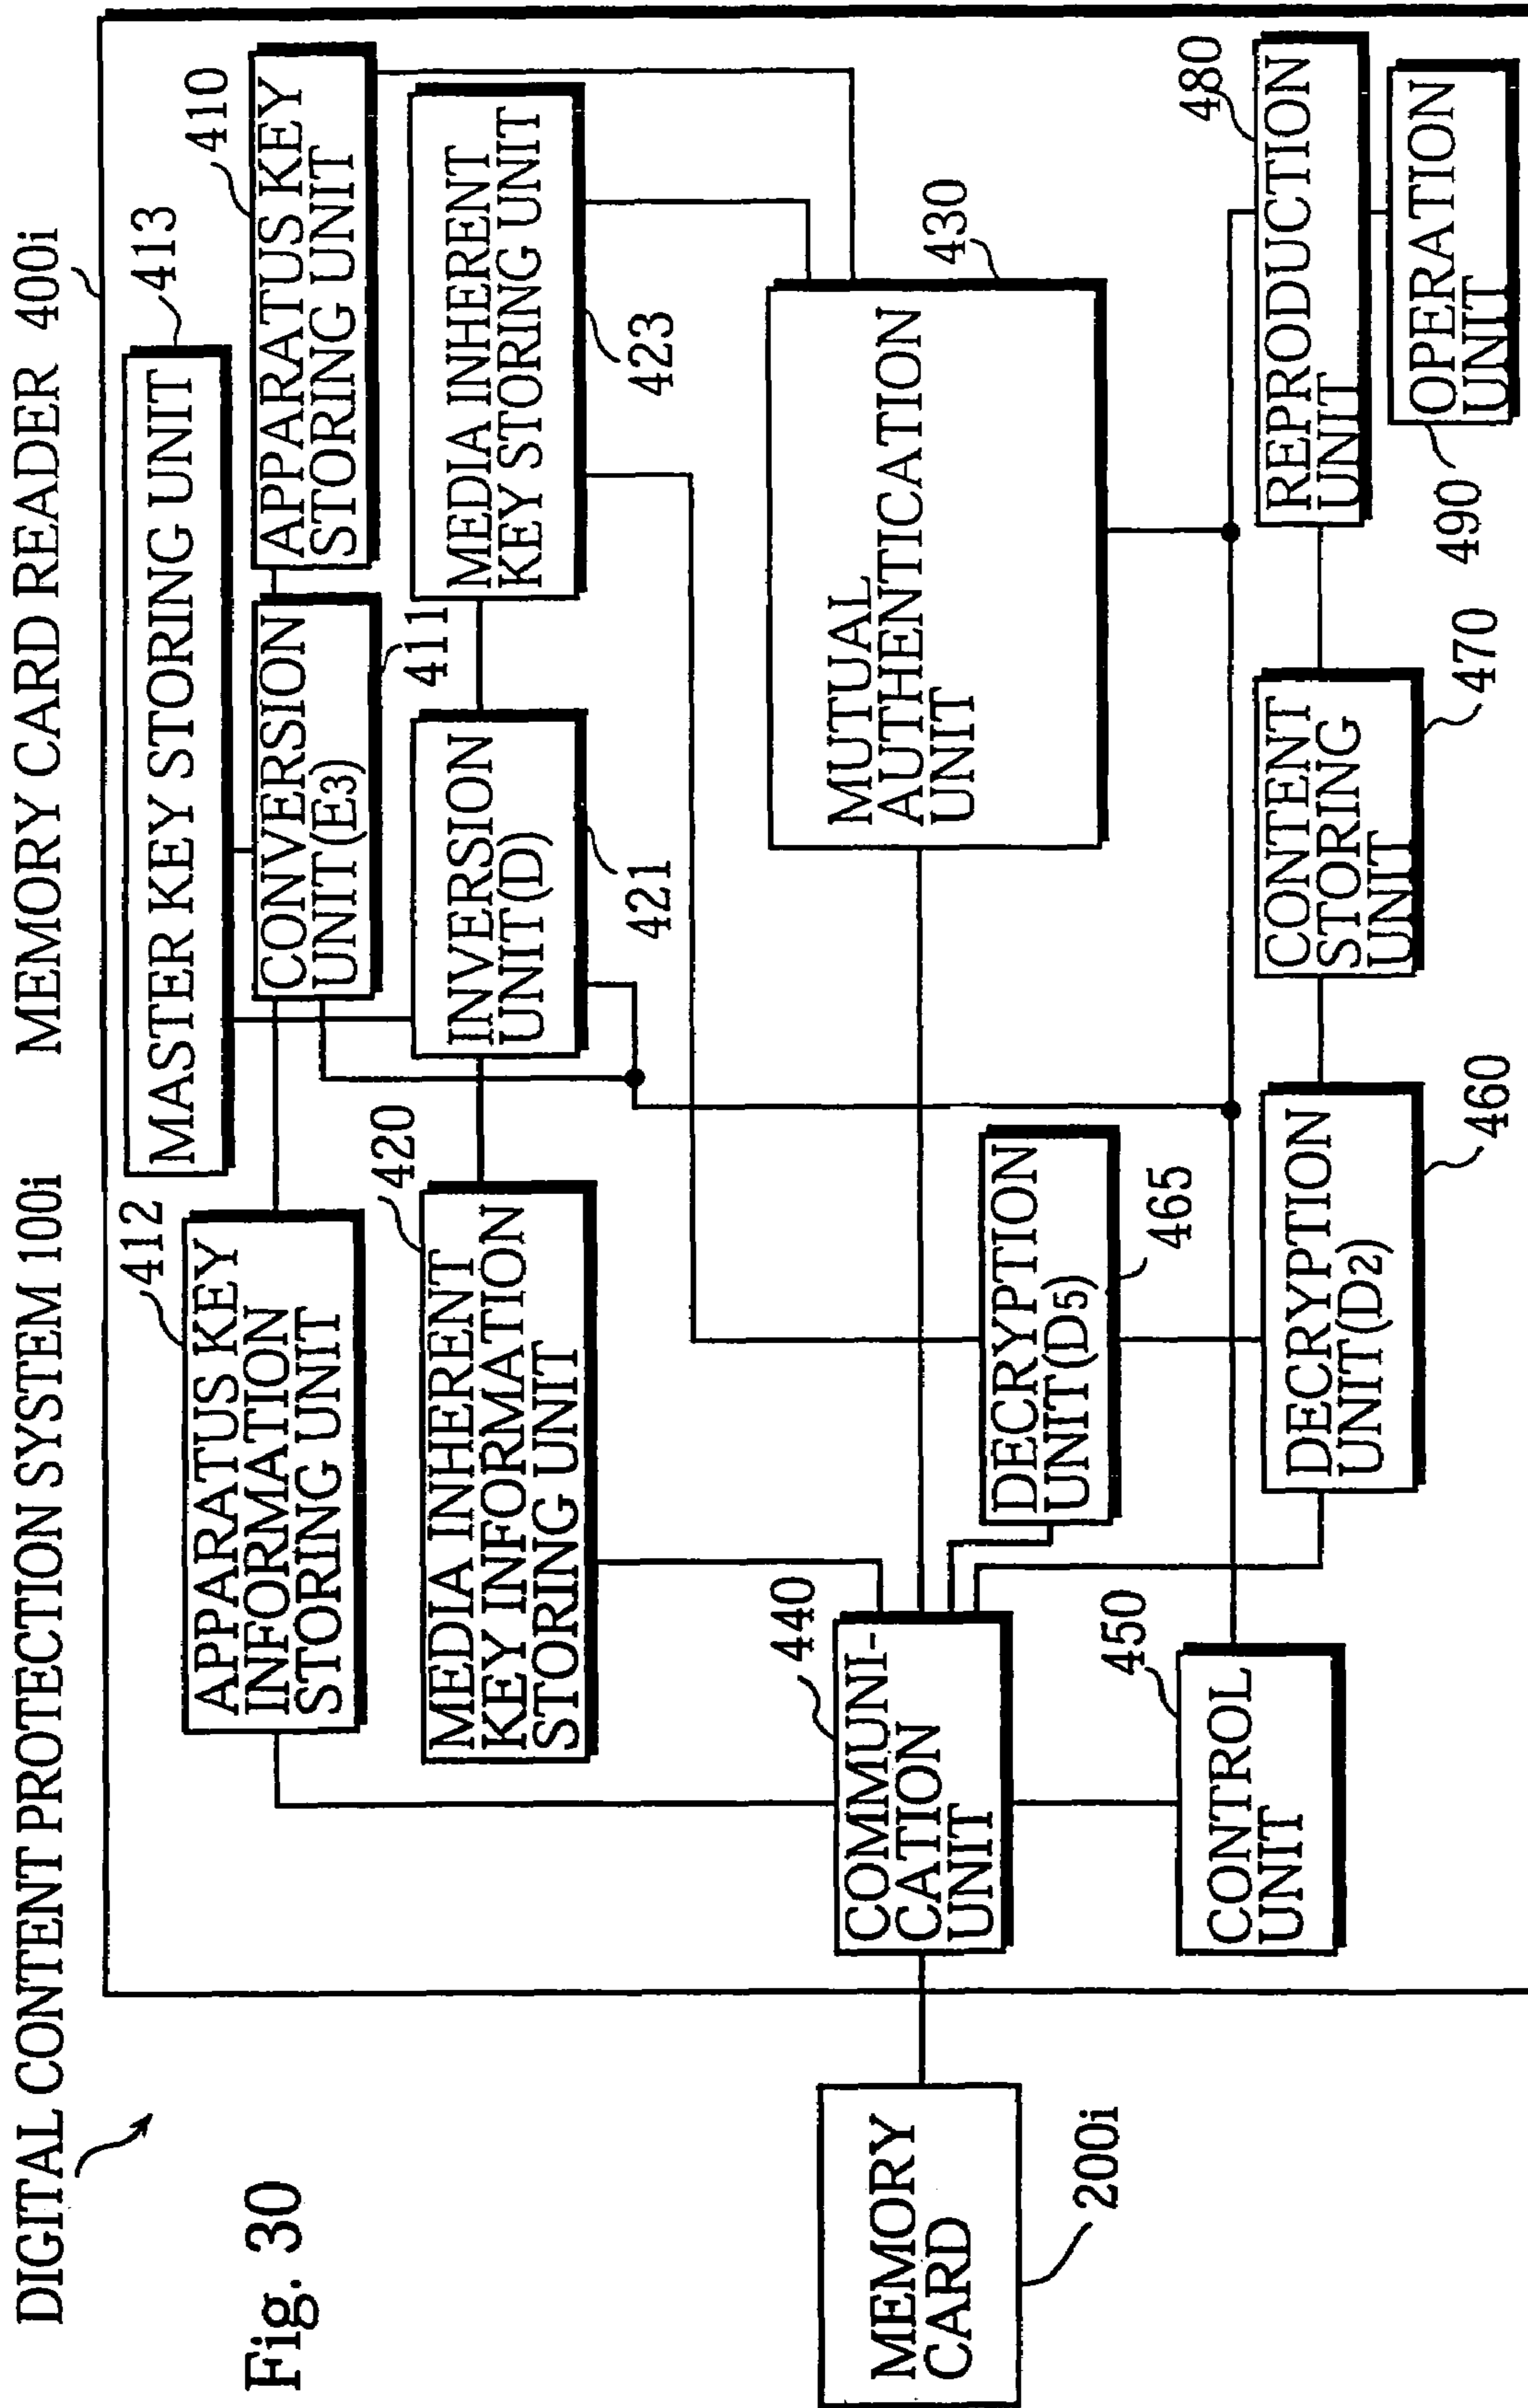 Fig. 30
DIGITAL CONTENT PROTECTION SYSTEM 100i
MEMORY CARD READER 400i
MEMORY
CARD
200i
413
MASTER KEY STORING UNIT
412
APPARATUS KEY
INFORMATION
STORING UNIT
CONVERSION
UNIT(E3)
411
410
APPARATUS KEY
STORING UNIT
420
MEDIA INHERENT
KEY INFORMATION
STORING UNIT
INVERSION
UNIT(D)
421
MEDIA INHERENT
KEY STORING UNIT
423
440
COMMUNI-
CATION
UNIT
MUTUAL
AUTHENTICATION
UNIT
430
DECRYPTION
UNIT(D5)
465
450
CONTROL
UNIT
DECRYPTION
UNIT(D2)
460
CONTENT
STORING
UNIT
470
480
REPRODUCTION
UNIT
490
OPERATION
UNIT